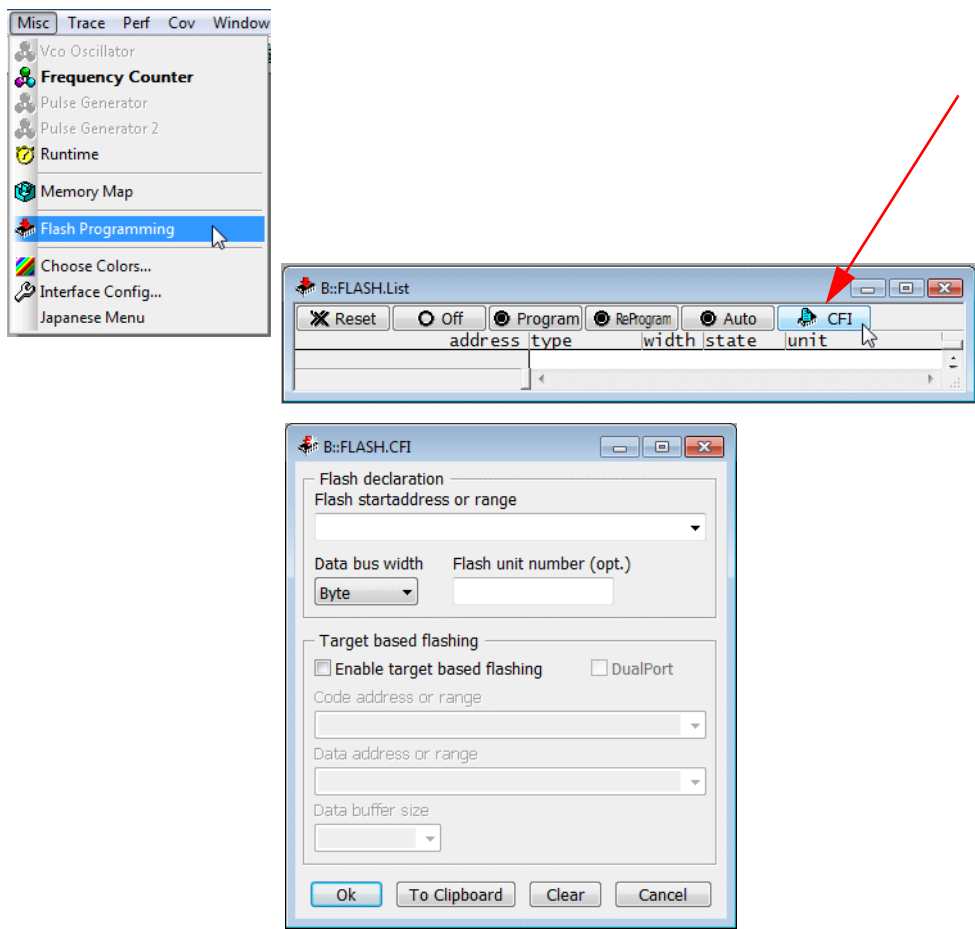 Misc Trace Perf Cov Window
Vco Oscillator
Frequency Counter
Pulse Generator
Pulse Generator 2
Runtime
Memory Map
Flash Programming
Choose Colors...
Interface Config...
Japanese Menu
B::FLASH.List
Reset Off Program ReProgram Auto CFI
address type width state unit
B::FLASH.CFI
Flash declaration
Flash startaddress or range
Data bus width Flash unit number (opt.)
Byte
Target based flashing
Enable target based flashing DualPort
Code address or range
Data address or range
Data buffer size
Ok To Clipboard Clear Cancel